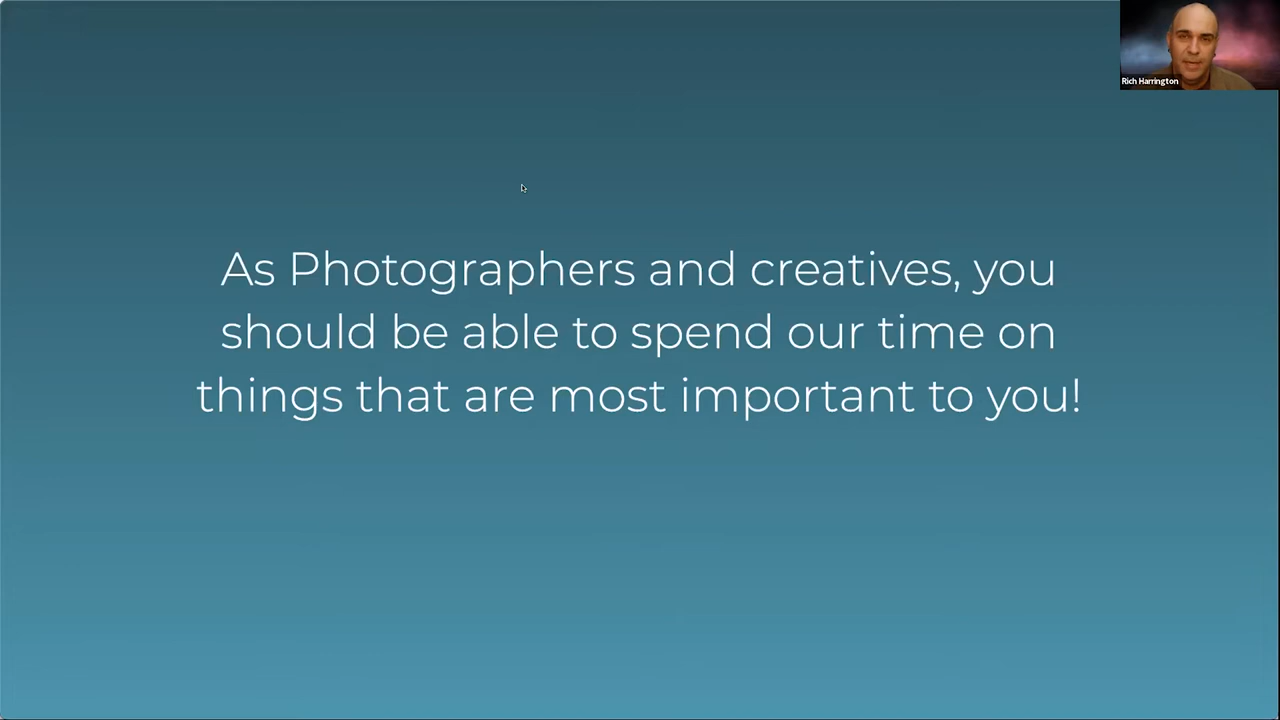 Rich Harrington
As Photographers and creatives, you
should be able to spend our time on
things that are most important to you!